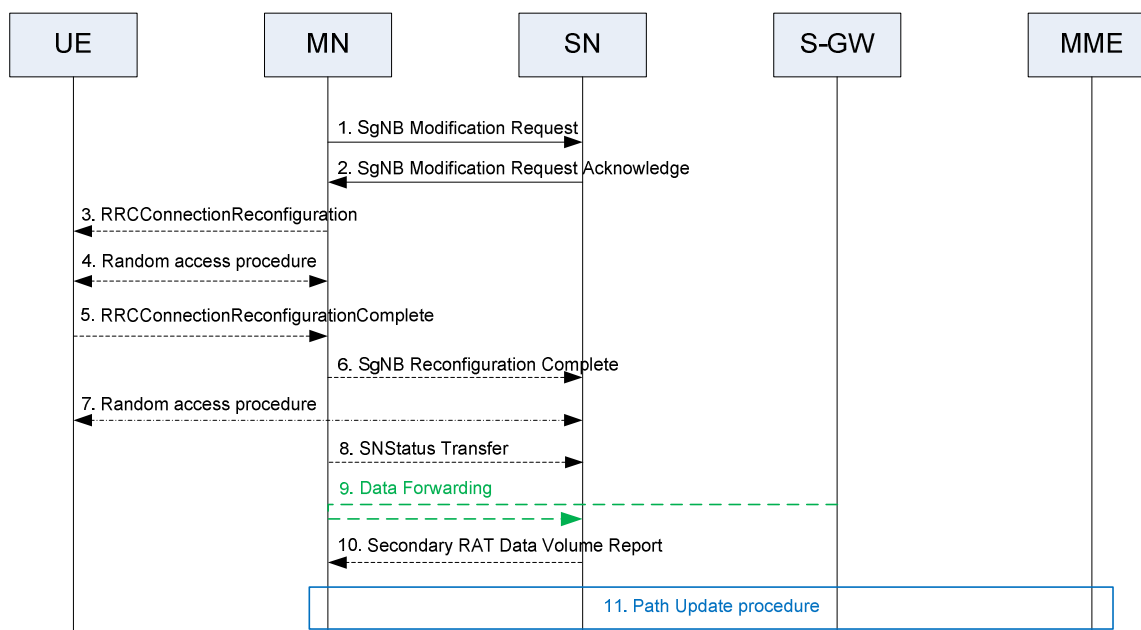 UE
MN
SN
S-GW
MME
1. SgNB Modification Request
2. SgNB Modification Request Acknowledge
3. RRCConnectionReconfiguration
4. Random access procedure
5. RRCConnectionReconfigurationComplete
6. SgNB Reconfiguration Complete
7. Random access procedure
8. SNStatus Transfer
9. Data Forwarding
10. Secondary RAT Data Volume Report
11. Path Update procedure